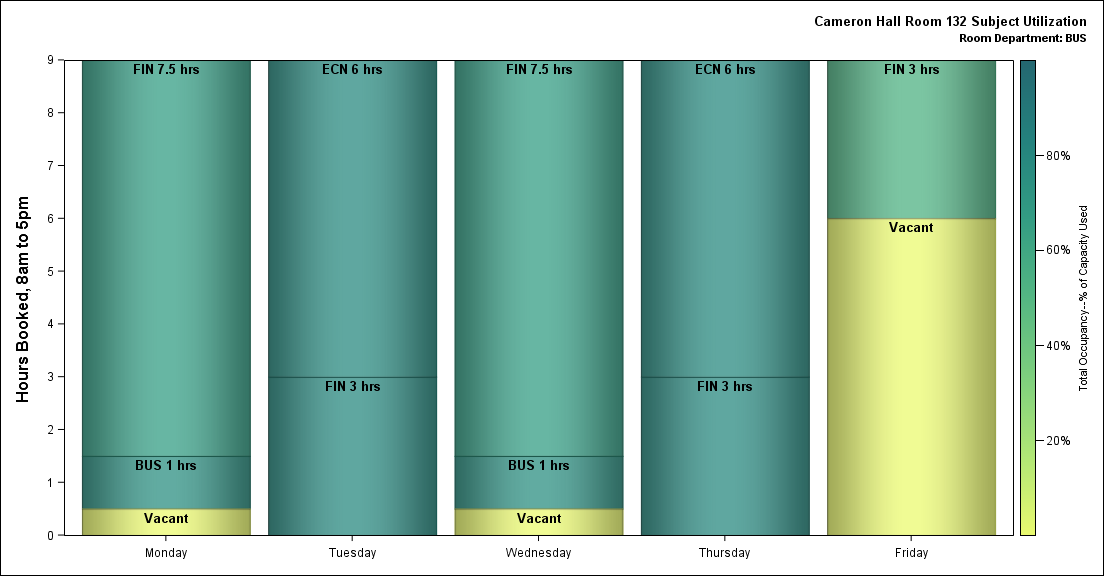 Cameron Hall Room 132 Subject Utilization
Room Department: BUS
Hours Booked, 8am to 5pm
9
8
7
6
5
4
3
2
1
0
FIN 7.5 hrs
BUS 1 hrs
Vacant
ECN 6 hrs
FIN 3 hrs
FIN 7.5 hrs
BUS 1 hrs
Vacant
ECN 6 hrs
FIN 3 hrs
FIN 3 hrs
Vacant
Monday
Tuesday
Wednesday
Thursday
Friday
80%
60%
40%
20%
Total Occupancy--% of Capacity Used